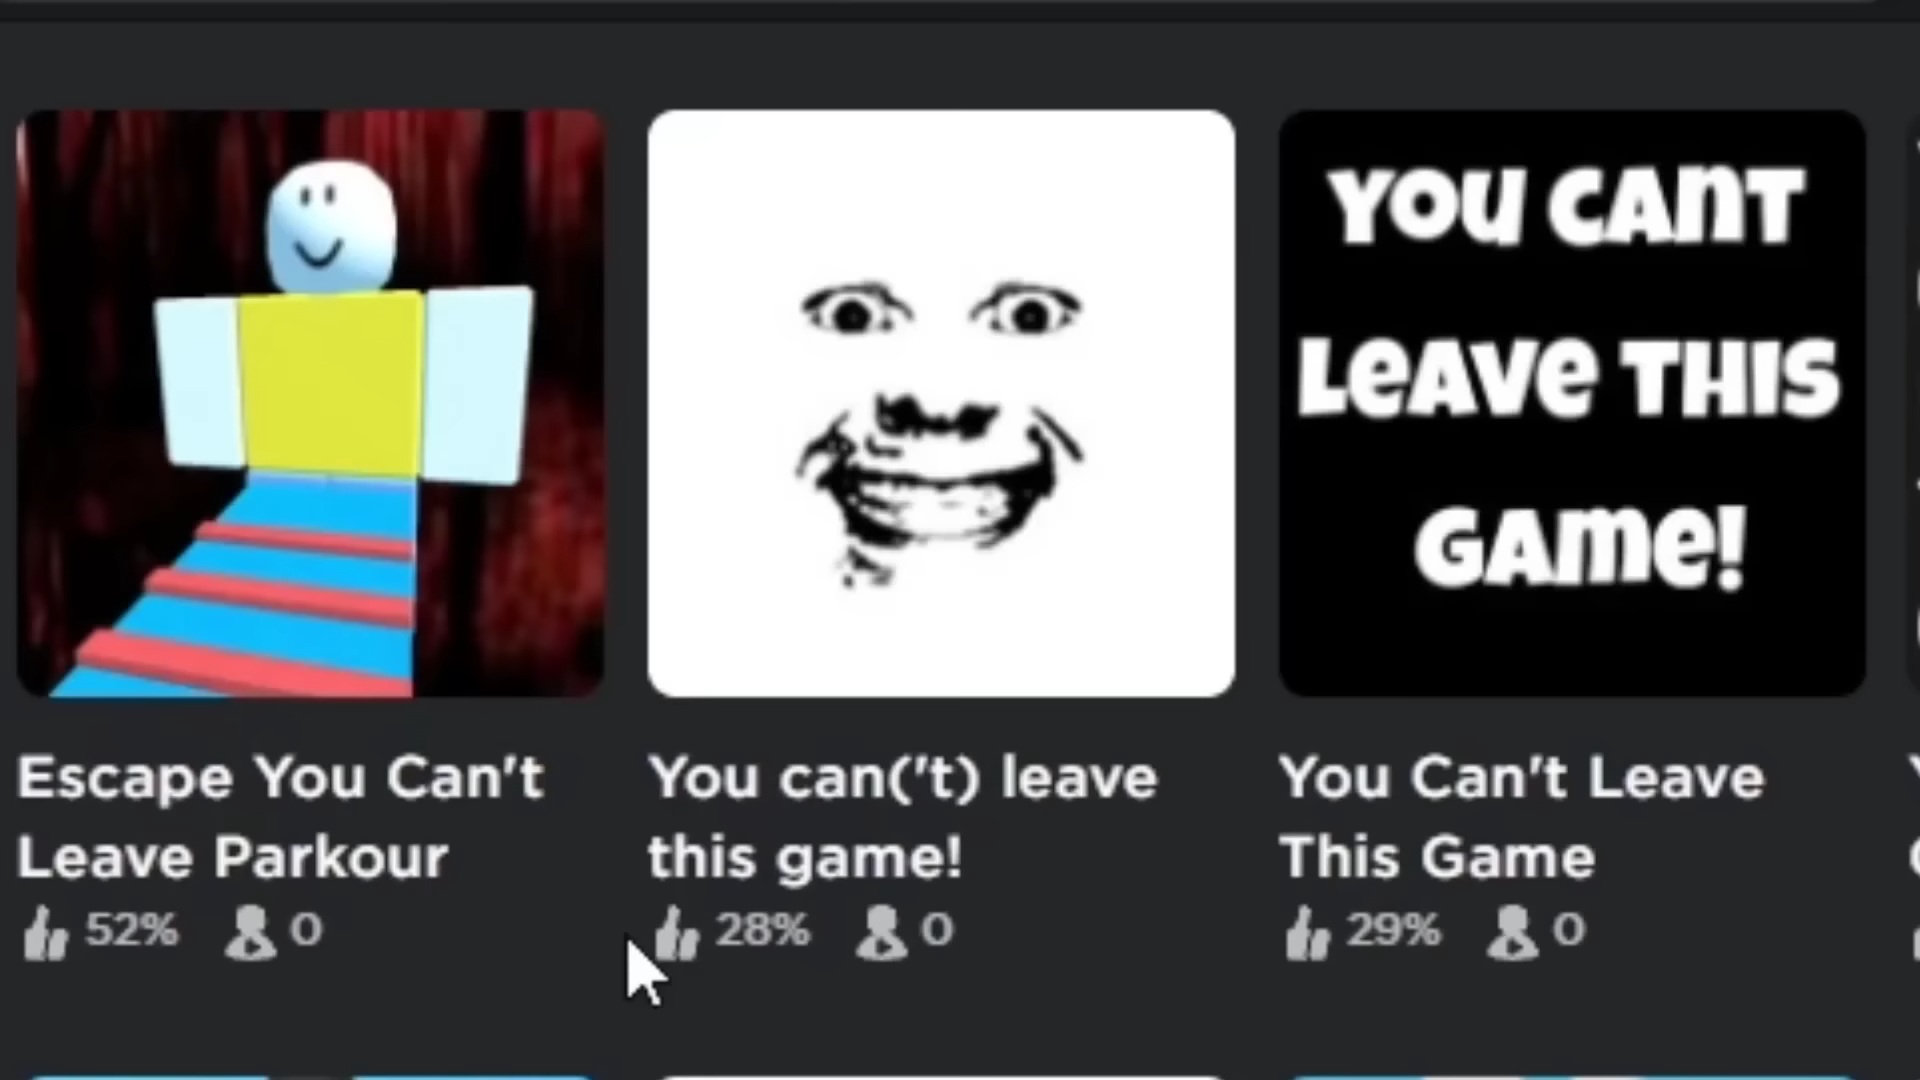 YOU CANT
LEAVE THIS
GAME!
Escape You Can't
Leave Parkour
52% 0
You can('t) leave
this game!
28% 0
You Can't Leave
This Game
29% 0